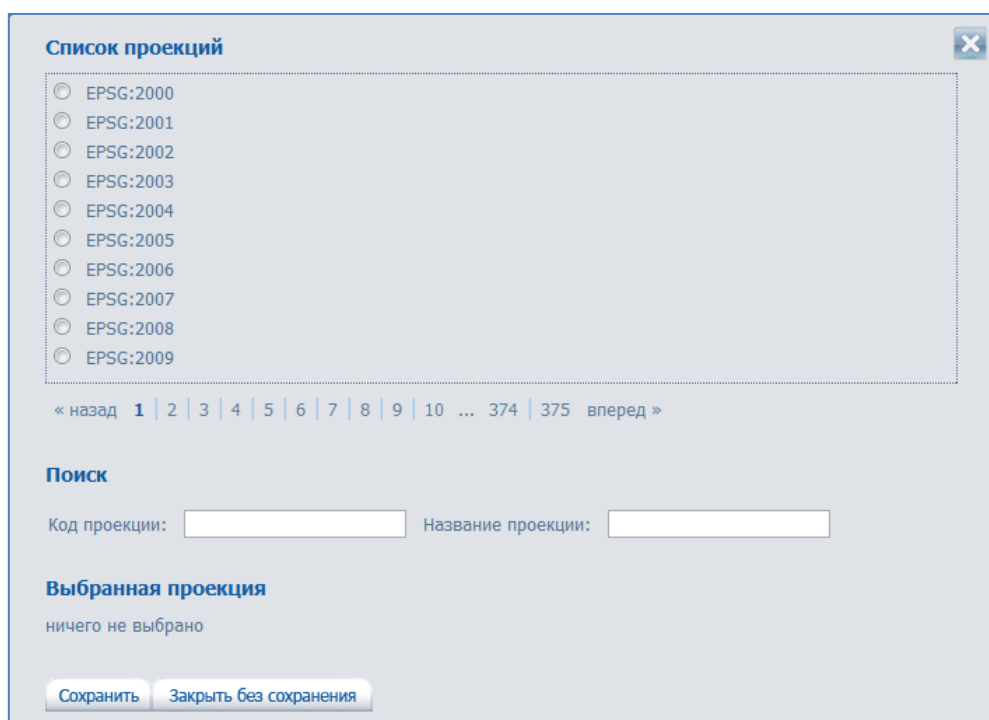 Список проекций
EPSG:2000
EPSG:2001
EPSG:2002
EPSG:2003
EPSG:2004
EPSG:2005
EPSG:2006
EPSG:2007
EPSG:2008
EPSG:2009
« назад 1 2 3 4 5 6 7 8 9 10 ... 374 375 вперед »
Поиск
Код проекции: Название проекции:
Выбранная проекция
ничего не выбрано
Сохранить Закрыть без сохранения